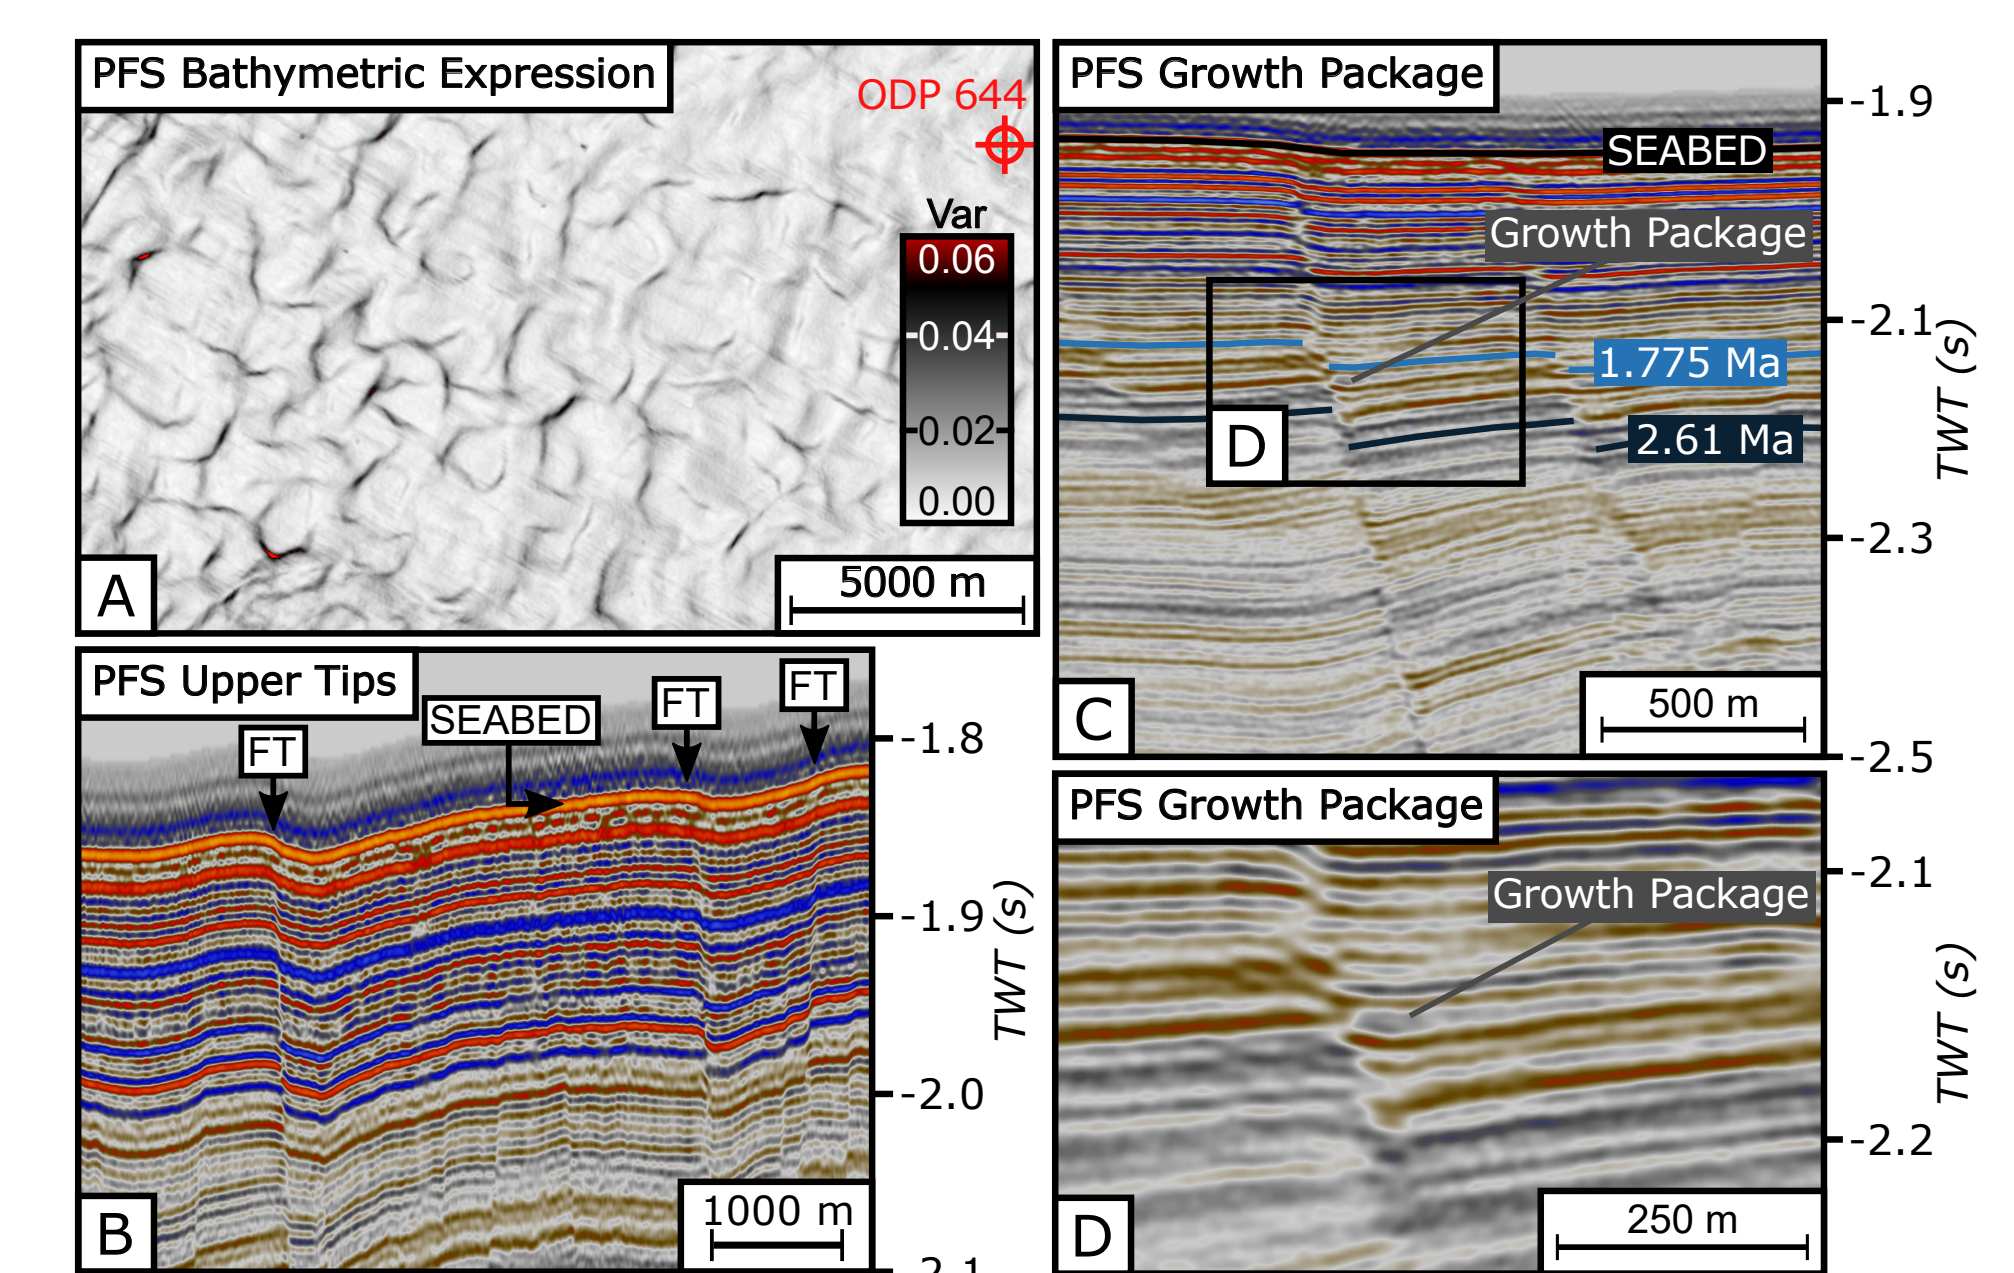 PFS Bathymetric Expression
ODP 644
Var
0.06
0.04
0.02
0.00
5000 m
A
PFS Growth Package
SEABED
Growth Package
1.775 Ma
2.61 Ma
D
500 m
C
-1.9
-2.1
-2.3
-2.5
TWT (s)
PFS Upper Tips
FT
SEABED
FT
FT
1000 m
B
-1.8
-1.9
-2.0
TWT (s)
PFS Growth Package
Growth Package
250 m
D
-2.1
-2.2
TWT (s)